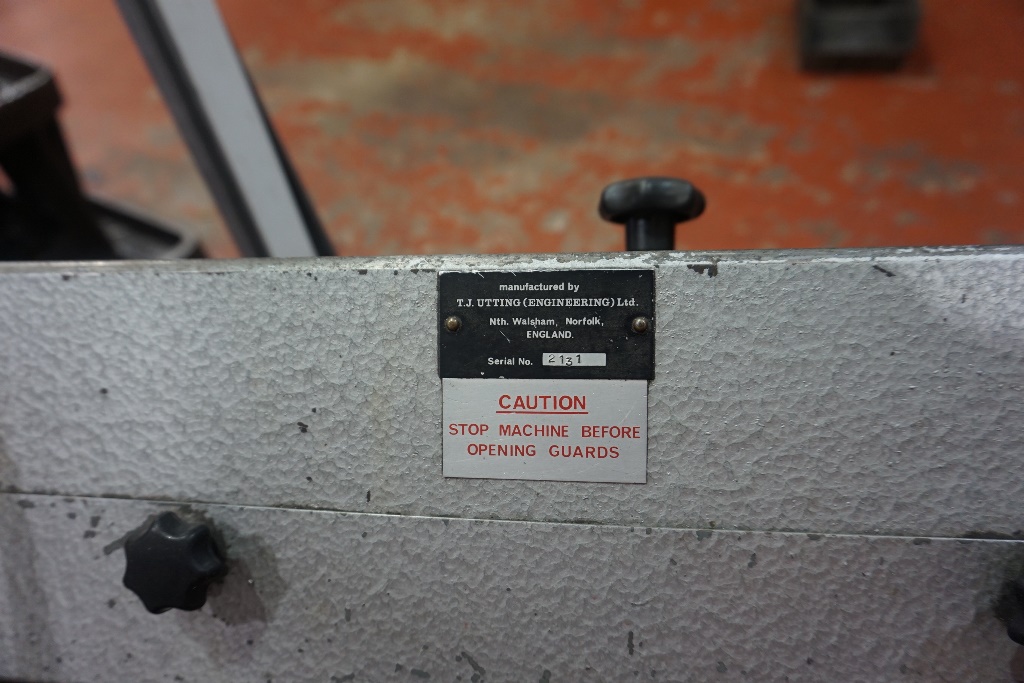 manufactured by
T.J. UTTING (ENGINEERING) Ltd.
Nth. Walsham, Norfolk,
ENGLAND.
Serial No. 2131
CAUTION
STOP MACHINE BEFORE
OPENING GUARDS